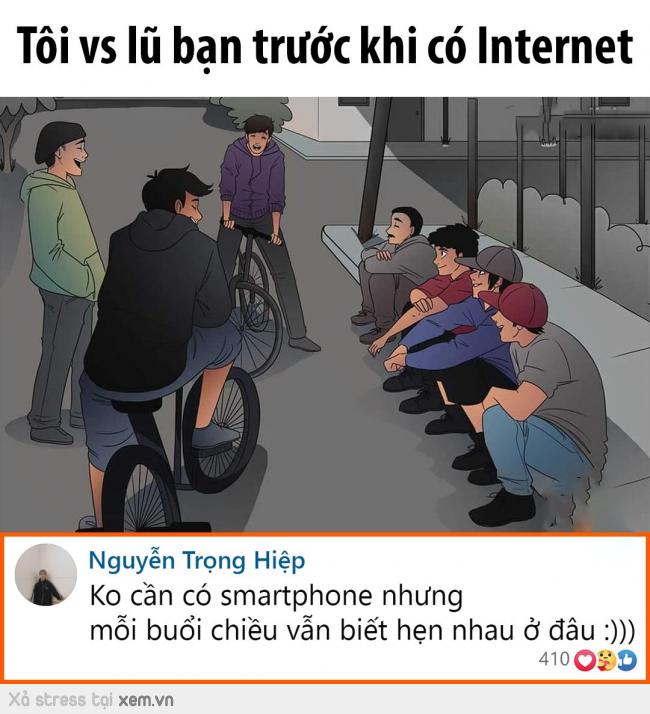 Tôi vs lũ bạn trước khi có Internet
Nguyễn Trọng Hiệp
Ko cần có smartphone nhưng
mỗi buổi chiều vẫn biết hẹn nhau ở đâu :)))
410
Xả stress tại xem.vn